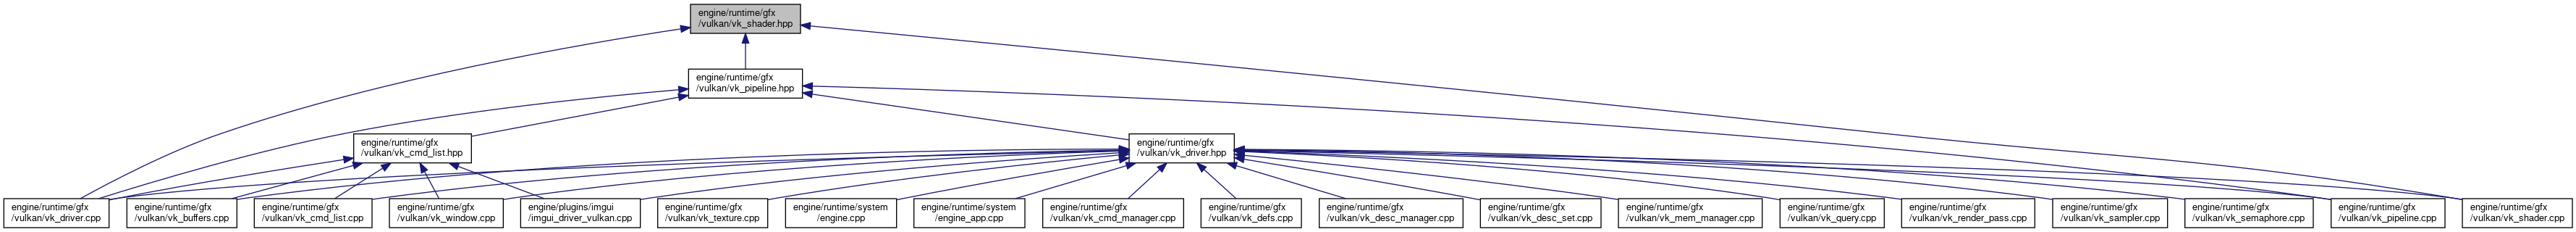 engine/runtime/gfx
/vulkan/vk_shader.hpp
engine/runtime/gfx
/vulkan/vk_pipeline.hpp
engine/runtime/gfx
/vulkan/vk_cmd_list.hpp
engine/runtime/gfx
/vulkan/vk_driver.hpp
engine/runtime/gfx
/vulkan/vk_driver.cpp
engine/runtime/gfx
/vulkan/vk_buffers.cpp
engine/runtime/gfx
/vulkan/vk_cmd_list.cpp
engine/runtime/gfx
/vulkan/vk_window.cpp
engine/plugins/imgui
/imgui_driver_vulkan.cpp
engine/runtime/gfx
/vulkan/vk_texture.cpp
engine/runtime/system
/engine.cpp
engine/runtime/system
/engine_app.cpp
engine/runtime/gfx
/vulkan/vk_cmd_manager.cpp
engine/runtime/gfx
/vulkan/vk_defs.cpp
engine/runtime/gfx
/vulkan/vk_desc_manager.cpp
engine/runtime/gfx
/vulkan/vk_desc_set.cpp
engine/runtime/gfx
/vulkan/vk_mem_manager.cpp
engine/runtime/gfx
/vulkan/vk_query.cpp
engine/runtime/gfx
/vulkan/vk_render_pass.cpp
engine/runtime/gfx
/vulkan/vk_sampler.cpp
engine/runtime/gfx
/vulkan/vk_semaphore.cpp
engine/runtime/gfx
/vulkan/vk_pipeline.cpp
engine/runtime/gfx
/vulkan/vk_shader.cpp